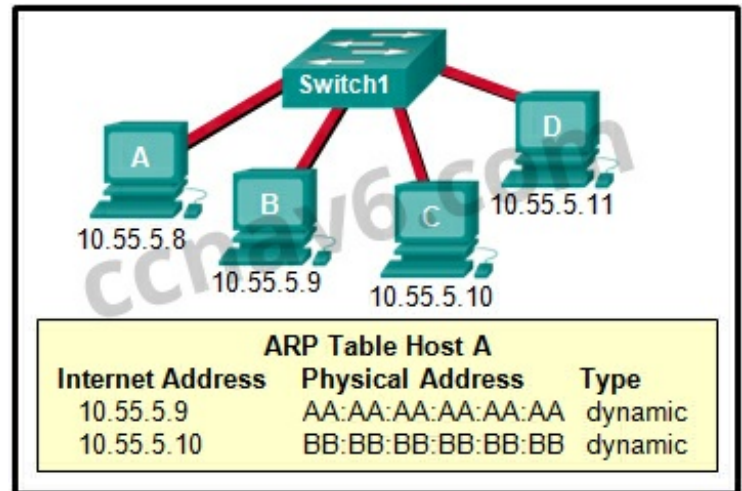 Switch1
A
B
C
D
10.55.5.8
10.55.5.9
10.55.5.10
10.55.5.11
ccnav6.com
ARP Table Host A
Internet Address Physical Address Type
10.55.5.9 AA:AA:AA:AA:AA:AA dynamic
10.55.5.10 BB:BB:BB:BB:BB:BB dynamic